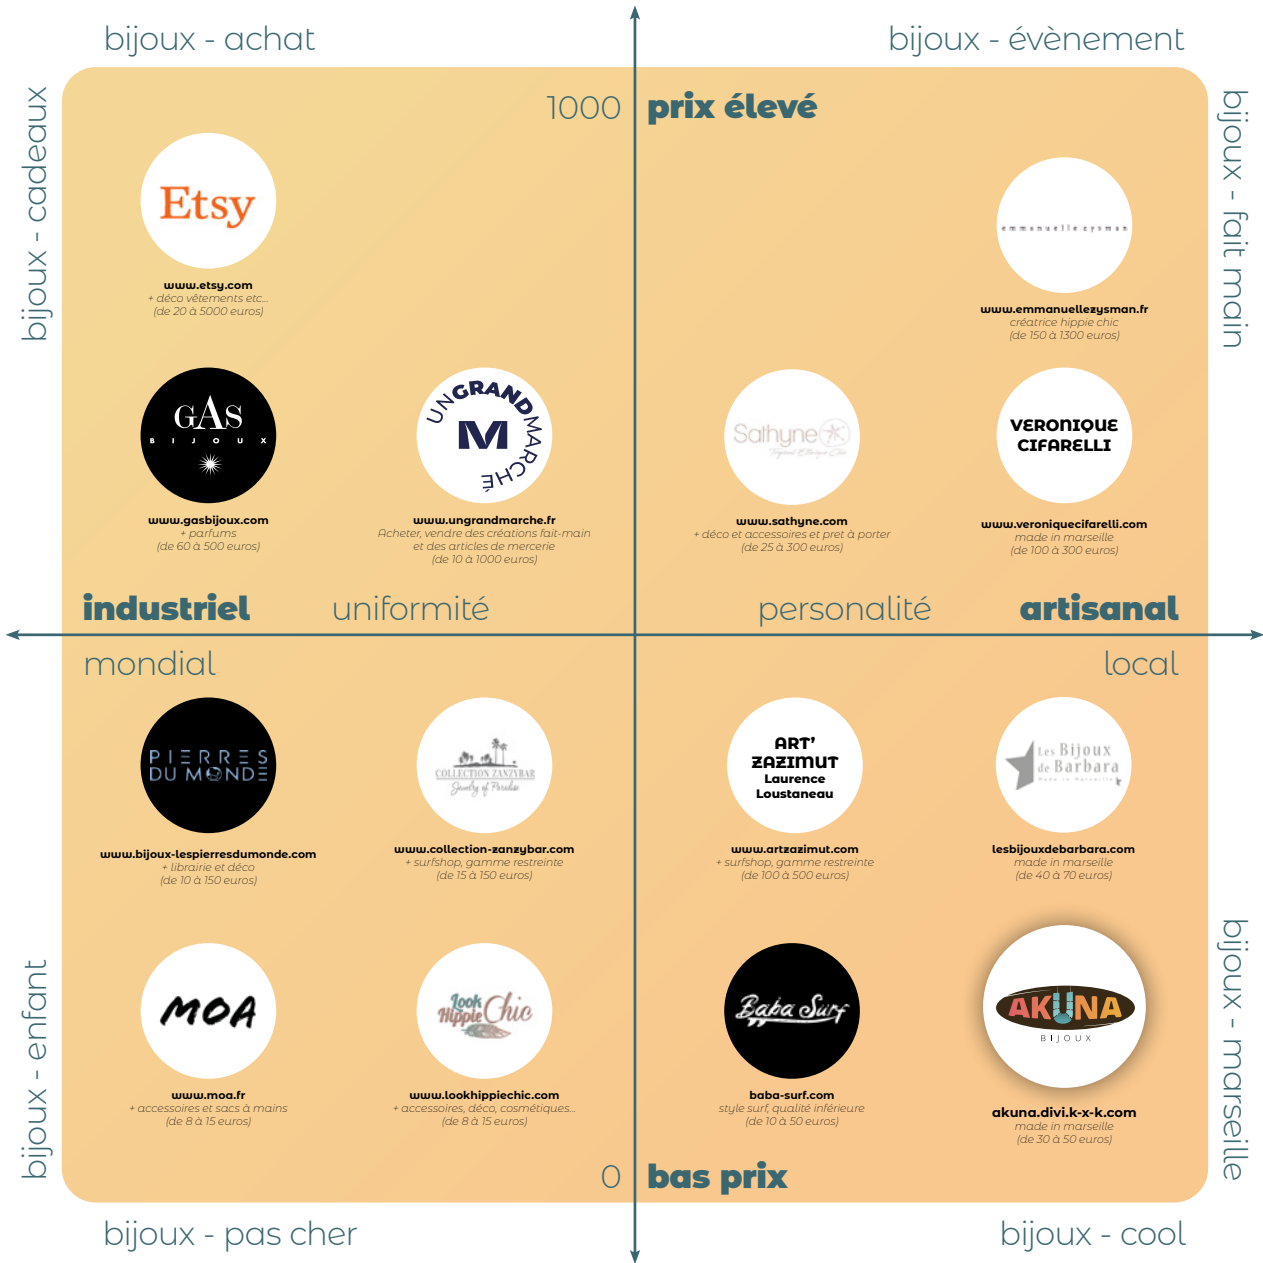 bijoux - achat
bijoux - évènement
bijoux - cadeaux
bijoux - fait main
1000
prix élevé
Etsy
www.etsy.com
+ déco vêtements etc...
(de 20 à 5000 euros)
emmanuelle zysman
www.emmanuellezysman.fr
créatrice hippie chic
(de 150 à 1300 euros)
GAS
BIJOUX
www.gasbijoux.com
+ parfums
(de 60 à 500 euros)
UN GRAND MARCHÉ
M
www.ungrandmarche.fr
Acheter, vendre des créations fait-main
et des articles de mercerie
(de 10 à 1000 euros)
Sathyne
www.sathyne.com
+ déco et accessoires et pret à porter
(de 25 à 300 euros)
VERONIQUE
CIFARELLI
www.veroniquecifarelli.com
made in marseille
(de 100 à 300 euros)
industriel
uniformité
personalité
artisanal
mondial
local
PIERRES
DU MONDE
www.bijoux-lespierresdumonde.com
+ librairie et déco
(de 10 à 150 euros)
COLLECTION ZANZYBAR
Jewelry of Paradise
www.collection-zanzybar.com
+ surfshop, gamme restreinte
(de 15 à 150 euros)
ART'
ZAZIMUT
Laurence
Loustaneau
www.artzazimut.com
+ surfshop, gamme restreinte
(de 100 à 500 euros)
Les Bijoux
de Barbara
Made in Marseille
lesbijouxdebarbara.com
made in marseille
(de 40 à 70 euros)
bijoux - enfant
bijoux - marseille
MOA
www.moa.fr
+ accessoires et sacs à mains
(de 8 à 15 euros)
Look
Hippie Chic
www.lookhippiechic.com
+ accessoires, déco, cosmétiques...
(de 8 à 15 euros)
Baba Surf
baba-surf.com
style surf, qualité inférieure
(de 10 à 50 euros)
AKUNA
BIJOUX
akuna.divi.k-x-k.com
made in marseille
(de 30 à 50 euros)
0
bas prix
bijoux - pas cher
bijoux - cool